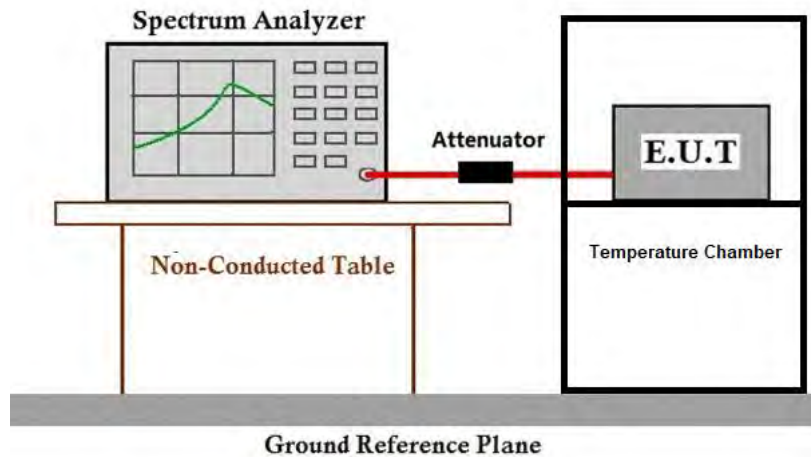 Spectrum Analyzer
Attenuator
E.U.T
Non-Conducted Table
Temperature Chamber
Ground Reference Plane